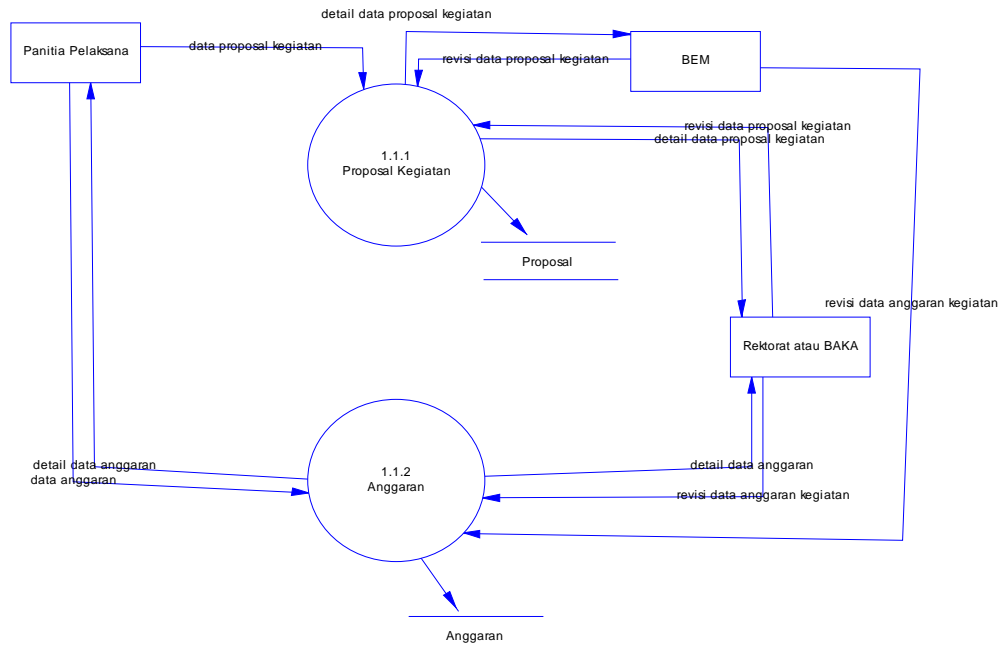 detail data proposal kegiatan
Panitia Pelaksana
data proposal kegiatan
revisi data proposal kegiatan
BEM
revisi data proposal kegiatan
detail data proposal kegiatan
1.1.1
Proposal Kegiatan
Proposal
revisi data anggaran kegiatan
Rektorat atau BAKA
detail data anggaran
data anggaran
1.1.2
Anggaran
detail data anggaran
revisi data anggaran kegiatan
Anggaran